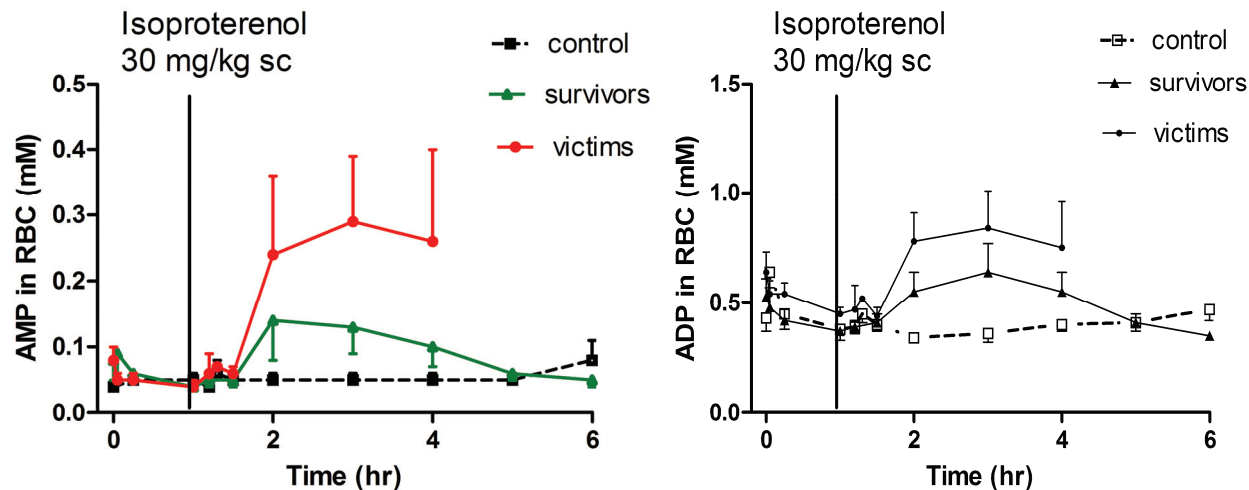 Isoproterenol
30 mg/kg sc
control
survivors
victims
0.5
0.4
0.3
0.2
0.1
0.0
AMP in RBC (mM)
0 2 4 6
Time (hr)
Isoproterenol
30 mg/kg sc
control
survivors
victims
1.5
1.0
0.5
0.0
ADP in RBC (mM)
0 2 4 6
Time (hr)